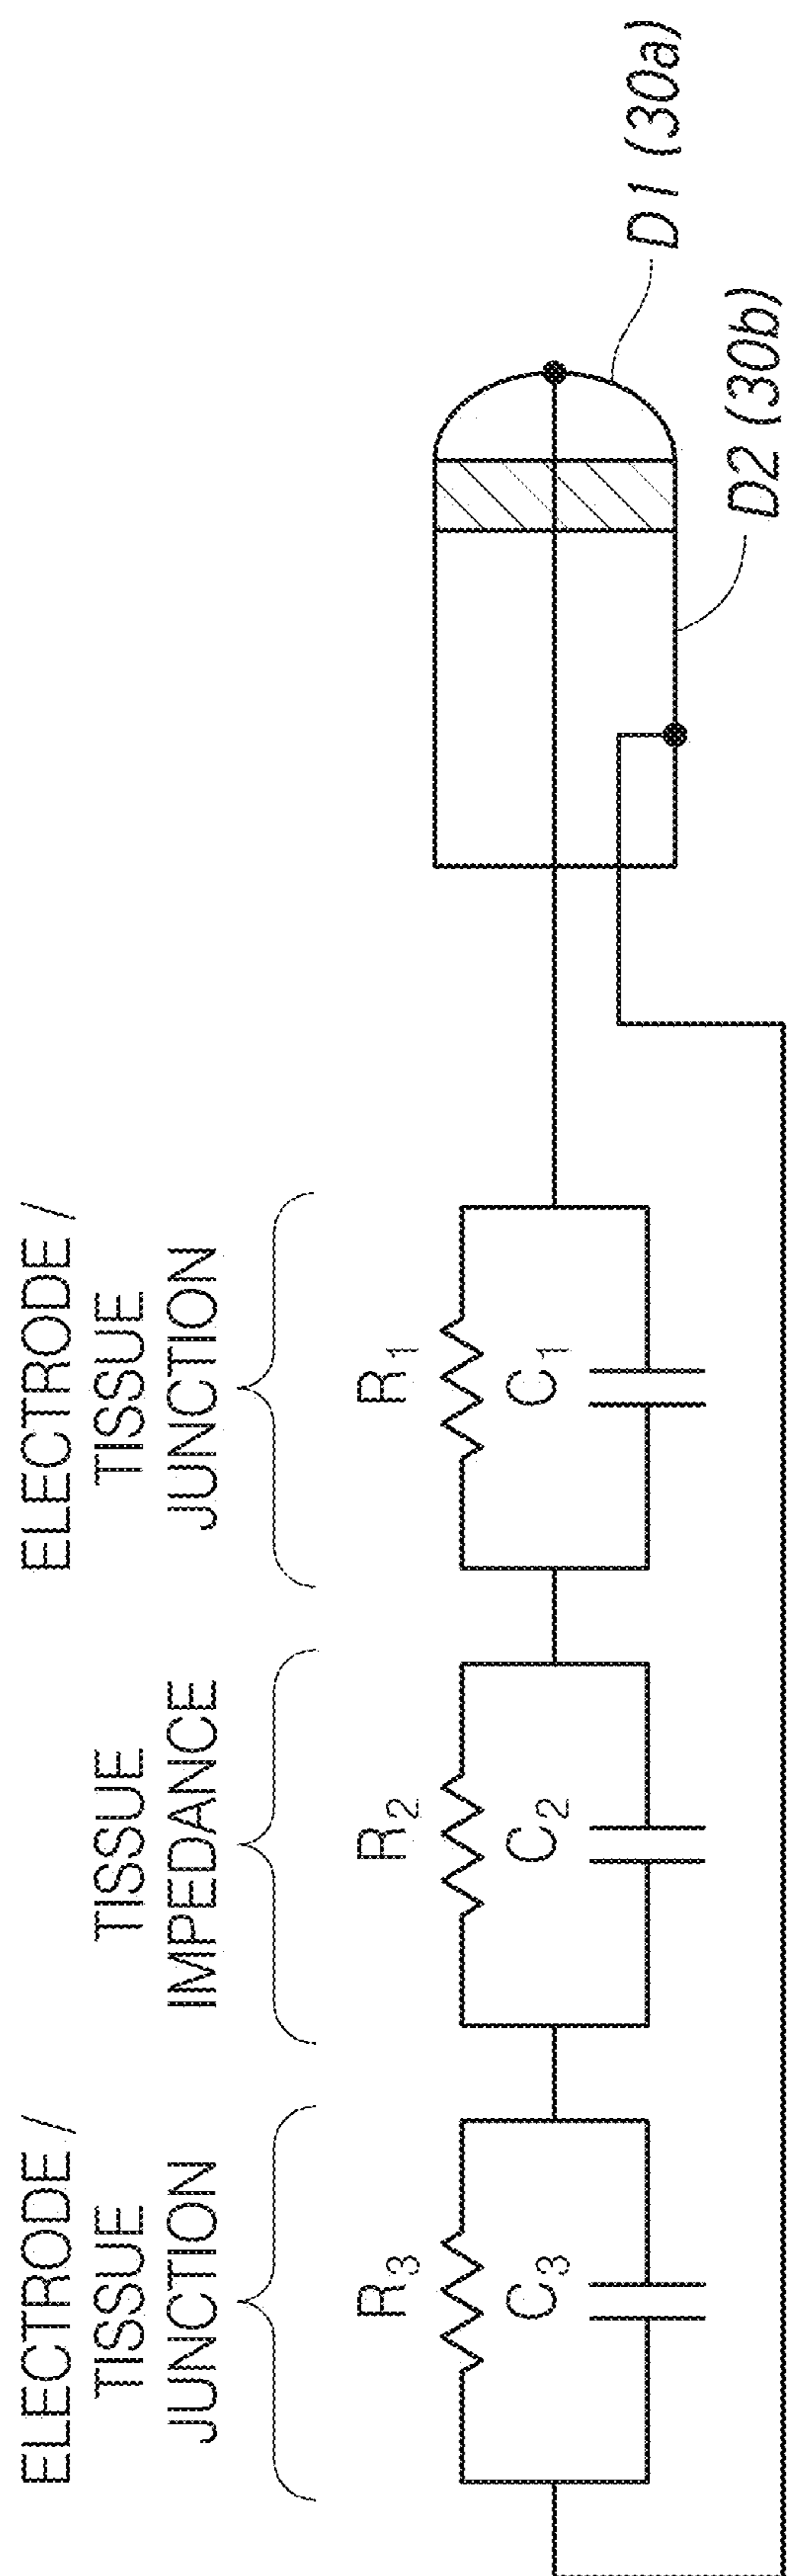 ELECTRODE /
TISSUE
JUNCTION
TISSUE
IMPEDANCE
ELECTRODE /
TISSUE
JUNCTION
R3
R2
R1
C3
C2
C1
D1 (30a)
D2 (30b)